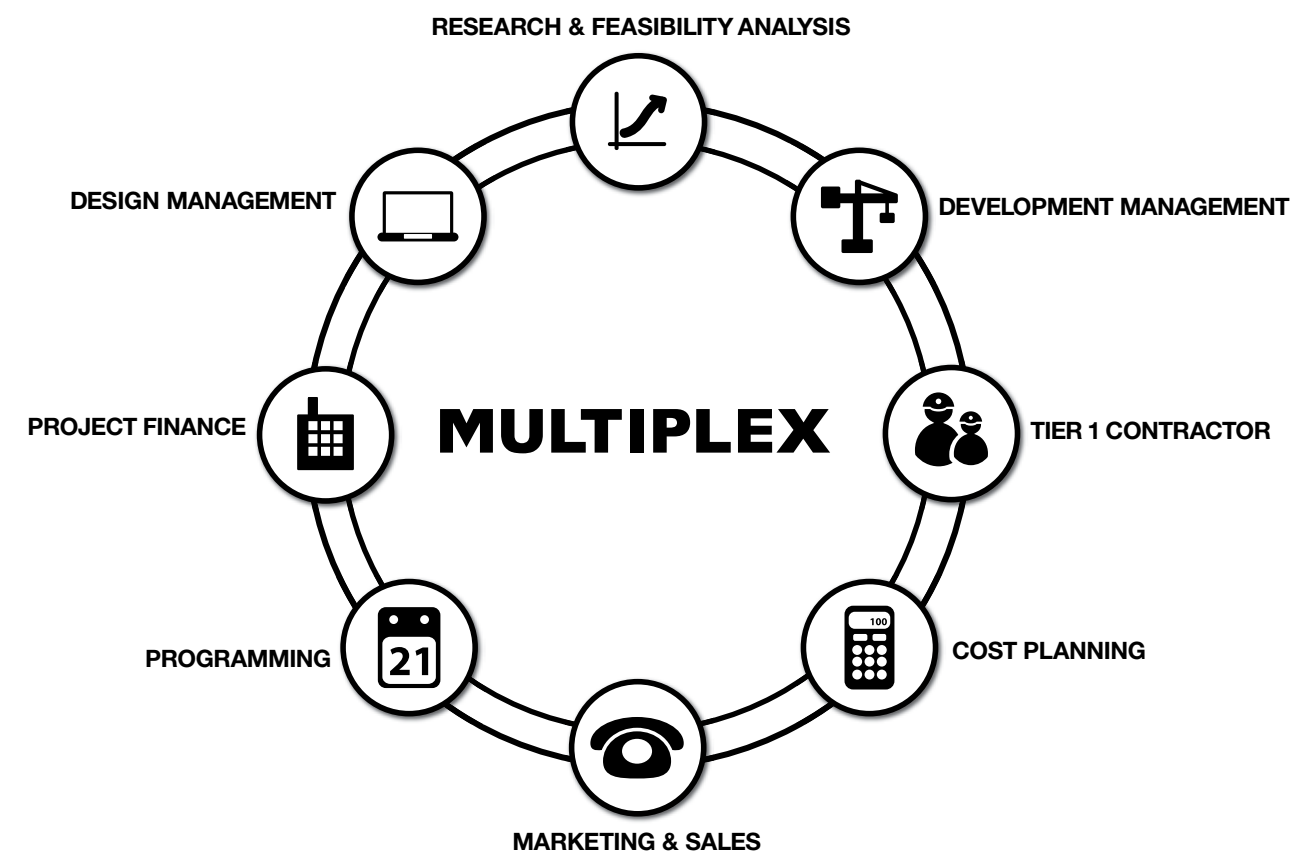 RESEARCH & FEASIBILITY ANALYSIS
DESIGN MANAGEMENT
DEVELOPMENT MANAGEMENT
PROJECT FINANCE
MULTIPLEX
TIER 1 CONTRACTOR
100
PROGRAMMING
21
COST PLANNING
MARKETING & SALES